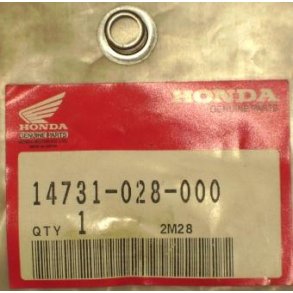 HONDA
HONDA
GENUINE PARTS
14731-028-000
QTY 1 2M28